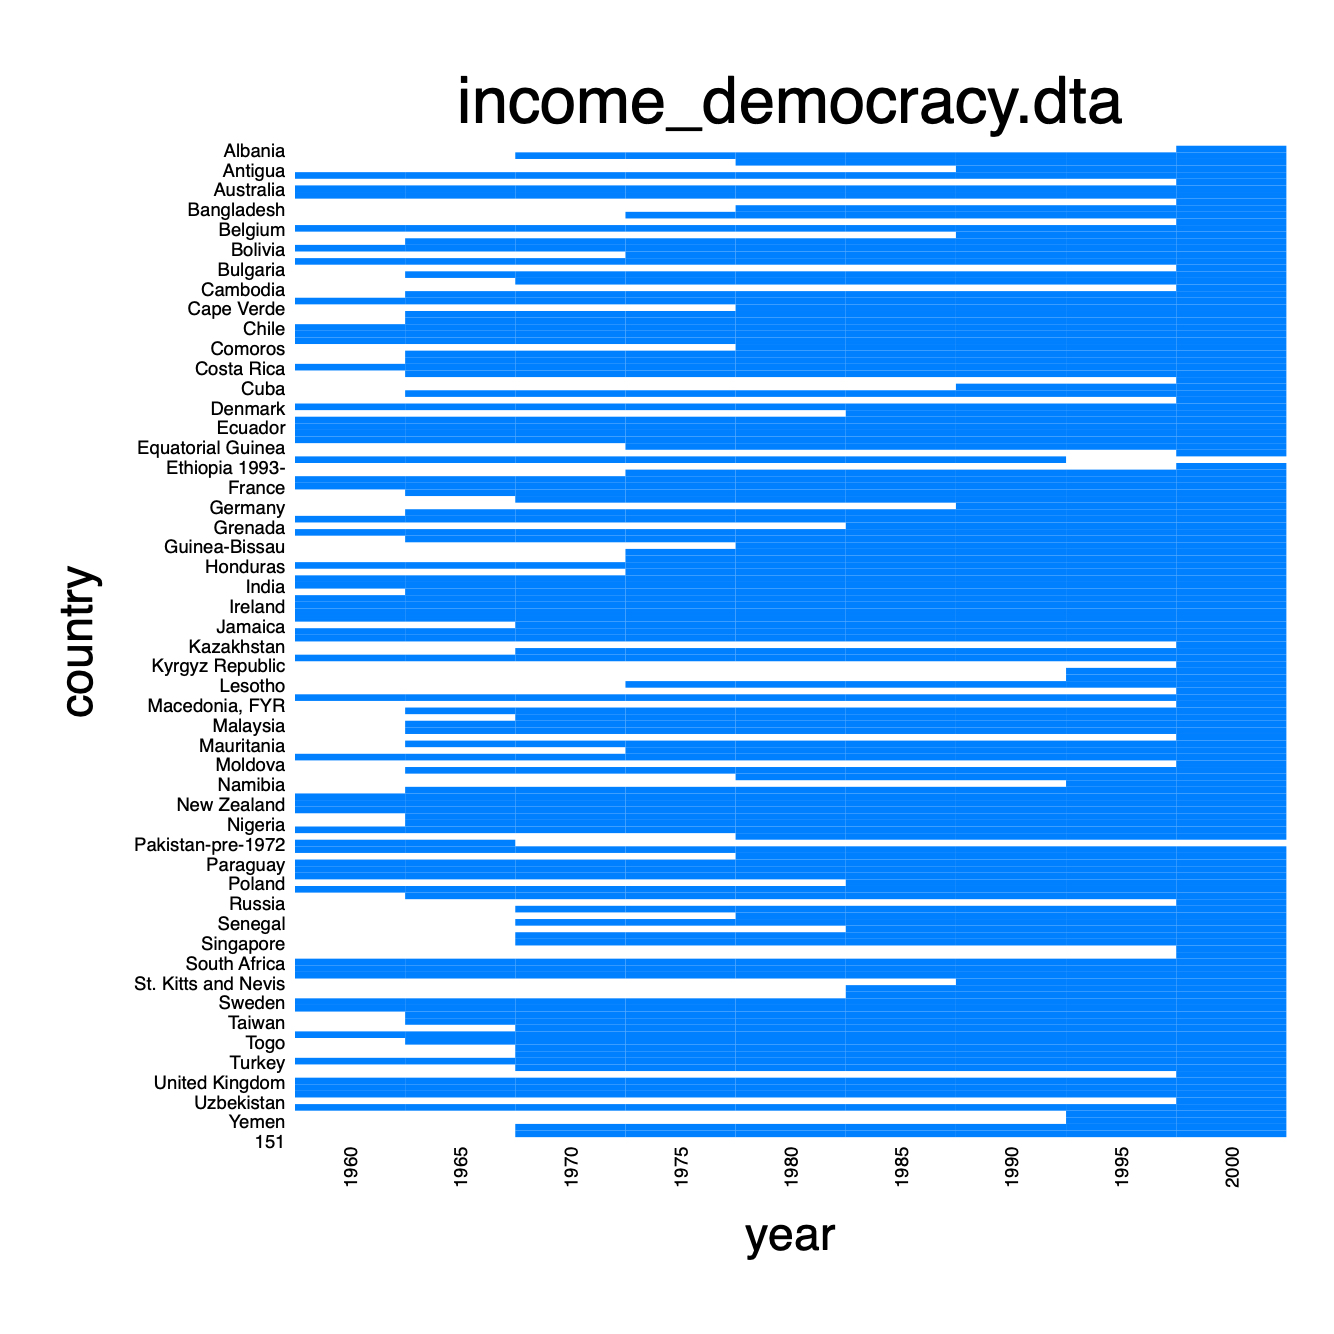 income_democracy.dta
Albania
Antigua
Australia
Bangladesh
Belgium
Bolivia
Bulgaria
Cambodia
Cape Verde
Chile
Comoros
Costa Rica
Cuba
Denmark
Ecuador
Equatorial Guinea
Ethiopia 1993-
France
Germany
Grenada
Guinea-Bissau
Honduras
India
Ireland
Jamaica
Kazakhstan
Kyrgyz Republic
Lesotho
Macedonia, FYR
Malaysia
Mauritania
Moldova
Namibia
New Zealand
Nigeria
Pakistan-pre-1972
Paraguay
Poland
Russia
Senegal
Singapore
South Africa
St. Kitts and Nevis
Sweden
Taiwan
Togo
Turkey
United Kingdom
Uzbekistan
Yemen
151
country
1960 1965 1970 1975 1980 1985 1990 1995 2000
year